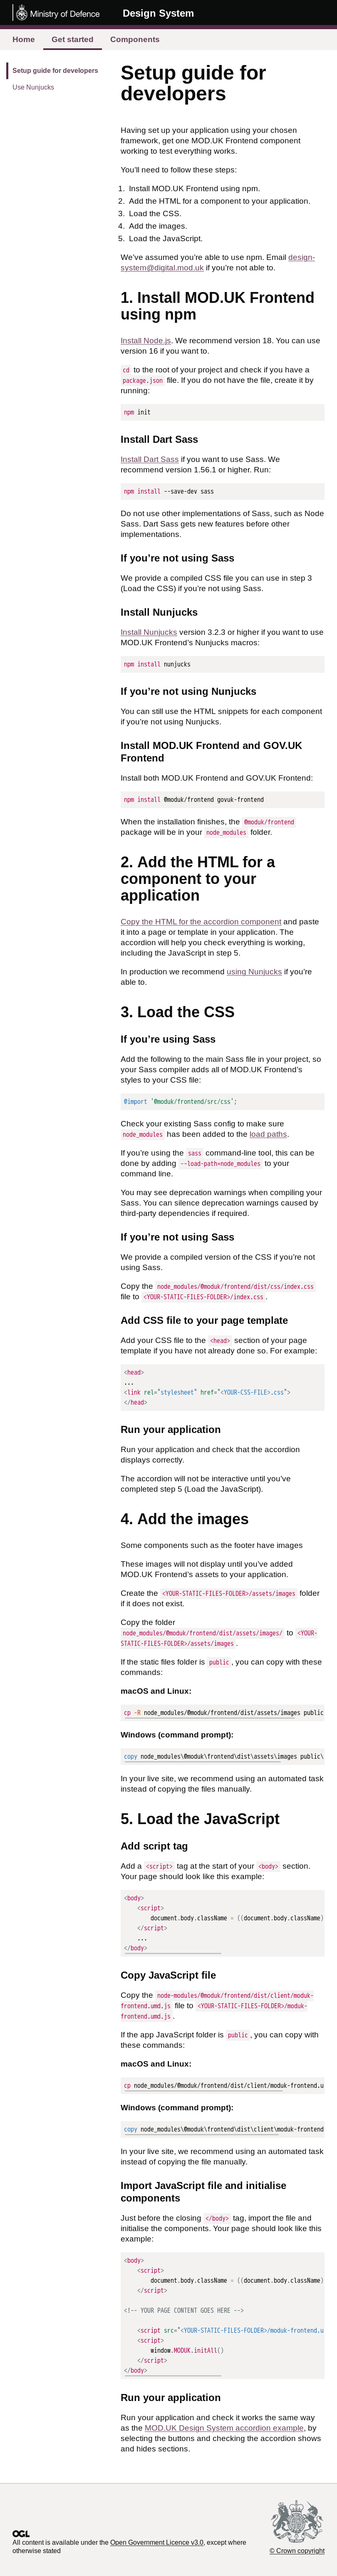 Ministry of Defence
Design System
Home
Get started
Components
Setup guide for developers
Use Nunjucks
Setup guide for
developers
Having set up your application using your chosen
framework, get one MOD.UK Frontend component
working to test everything works.
You'll need to follow these steps:
1. Install MOD.UK Frontend using npm.
2. Add the HTML for a component to your application.
3. Load the CSS.
4. Add the images.
5. Load the JavaScript.
We've assumed you're able to use npm. Email design-
system@digital.mod.uk if you're not able to.
1. Install MOD.UK Frontend
using npm
Install Node.js. We recommend version 18. You can use
version 16 if you want to.
cd to the root of your project and check if you have a
package.json file. If you do not have the file, create it by
running:
npm init
Install Dart Sass
Install Dart Sass if you want to use Sass. We
recommend version 1.56.1 or higher. Run:
npm install --save-dev sass
Do not use other implementations of Sass, such as Node
Sass. Dart Sass gets new features before other
implementations.
If you're not using Sass
We provide a compiled CSS file you can use in step 3
(Load the CSS) if you're not using Sass.
Install Nunjucks
Install Nunjucks version 3.2.3 or higher if you want to use
MOD.UK Frontend's Nunjucks macros:
npm install nunjucks
If you're not using Nunjucks
You can still use the HTML snippets for each component
if you're not using Nunjucks.
Install MOD.UK Frontend and GOV.UK
Frontend
Install both MOD.UK Frontend and GOV.UK Frontend:
npm install @moduk/frontend govuk-frontend
When the installation finishes, the @moduk/frontend
package will be in your node_modules folder.
2. Add the HTML for a
component to your
application
Copy the HTML for the accordion component and paste
it into a page or template in your application. The
accordion will help you check everything is working,
including the JavaScript in step 5.
In production we recommend using Nunjucks if you're
able to.
3. Load the CSS
If you're using Sass
Add the following to the main Sass file in your project, so
your Sass compiler adds all of MOD.UK Frontend's
styles to your CSS file:
@import '@moduk/frontend/src/css';
Check your existing Sass config to make sure
node_modules has been added to the load paths.
If you're using the sass command-line tool, this can be
done by adding --load-path=node_modules to your
command line.
You may see deprecation warnings when compiling your
Sass. You can silence deprecation warnings caused by
third-party dependencies if required.
If you're not using Sass
We provide a compiled version of the CSS if you're not
using Sass.
Copy the node_modules/@moduk/frontend/dist/css/index.css
file to <YOUR-STATIC-FILES-FOLDER>/index.css.
Add CSS file to your page template
Add your CSS file to the <head> section of your page
template if you have not already done so. For example:
<head>
...
<link rel="stylesheet" href="<YOUR-CSS-FILE>.css">
</head>
Run your application
Run your application and check that the accordion
displays correctly.
The accordion will not be interactive until you've
completed step 5 (Load the JavaScript).
4. Add the images
Some components such as the footer have images
These images will not display until you've added
MOD.UK Frontend's assets to your application.
Create the <YOUR-STATIC-FILES-FOLDER>/assets/images folder
if it does not exist.
Copy the folder
node_modules/@moduk/frontend/dist/assets/images/ to <YOUR-
STATIC-FILES-FOLDER>/assets/images.
If the static files folder is public, you can copy with these
commands:
macOS and Linux:
cp -R node_modules/@moduk/frontend/dist/assets/images public
Windows (command prompt):
copy node_modules\@moduk\frontend\dist\assets\images public\
In your live site, we recommend using an automated task
instead of copying the files manually.
5. Load the JavaScript
Add script tag
Add a <script> tag at the start of your <body> section.
Your page should look like this example:
<body>
<script>
document.body.className = ((document.body.className)
</script>
...
</body>
Copy JavaScript file
Copy the node-modules/@moduk/frontend/dist/client/moduk-
frontend.umd.js file to <YOUR-STATIC-FILES-FOLDER>/moduk-
frontend.umd.js.
If the app JavaScript folder is public, you can copy with
these commands:
macOS and Linux:
cp node_modules/@moduk/frontend/dist/client/moduk-frontend.u
Windows (command prompt):
copy node_modules\@moduk\frontend\dist\client\moduk-frontend
In your live site, we recommend using an automated task
instead of copying the file manually.
Import JavaScript file and initialise
components
Just before the closing </body> tag, import the file and
initialise the components. Your page should look like this
example:
<body>
<script>
document.body.className = ((document.body.className)
</script>
<!-- YOUR PAGE CONTENT GOES HERE -->
<script src="<YOUR-STATIC-FILES-FOLDER>/moduk-frontend.u
<script>
window.MODUK.initAll()
</script>
</body>
Run your application
Run your application and check it works the same way
as the MOD.UK Design System accordion example, by
selecting the buttons and checking the accordion shows
and hides sections.
OGL
All content is available under the Open Government Licence v3.0, except where
otherwise stated
© Crown copyright